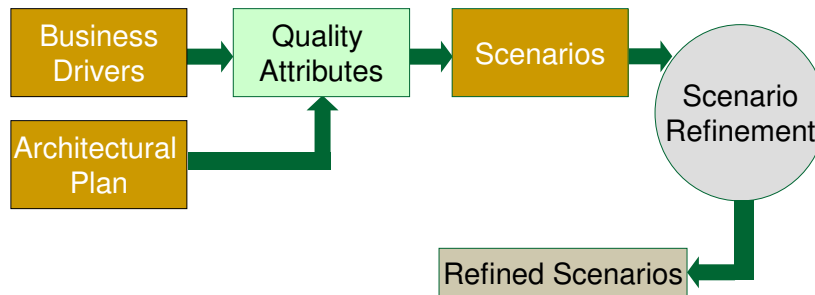 Business
Drivers
Quality
Attributes
Scenarios
Scenario
Refinement
Architectural
Plan
Refined Scenarios